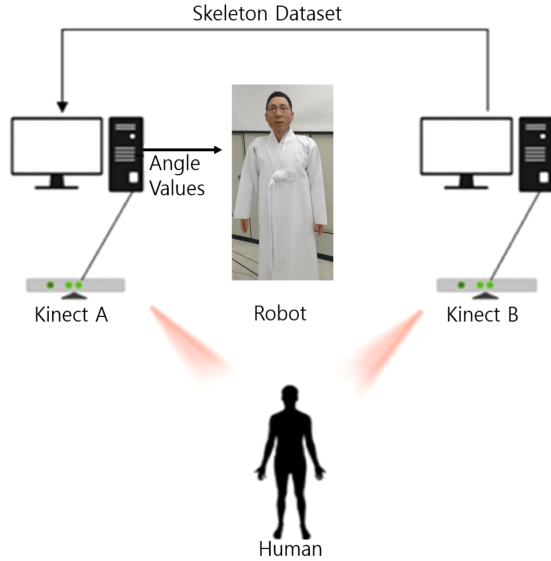 Skeleton Dataset
Angle
Values
Kinect A
Robot
Kinect B
Human